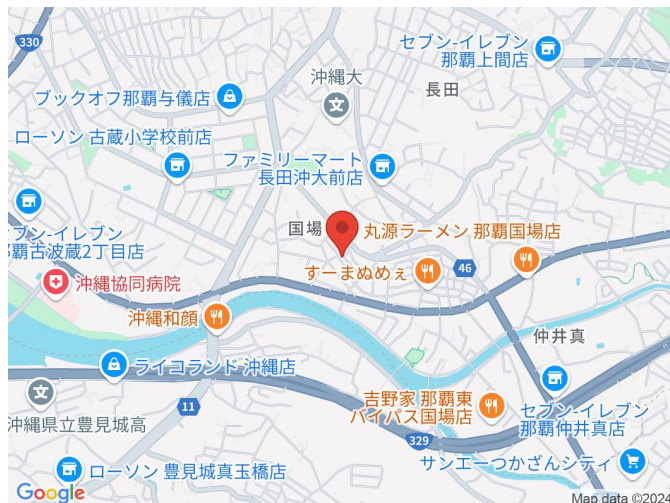 330
セブン-イレブン
那覇上間店
沖縄大
長田
ブックオフ那覇与儀店
ローソン 古蔵小学校前店
ファミリーマート
長田沖大前店
国場
丸源ラーメン 那覇国場店
ブン-イレブン
那覇古波蔵2丁目店
すーまぬめぇ
46
沖縄協同病院
沖縄和顔
仲井真
ライコランド 沖縄店
11
沖縄県立豊見城高
吉野家 那覇東
バイパス国場店
セブン-イレブン
那覇仲井真店
329
ローソン 豊見城真玉橋店
サンエーつかざんシティ
Google
Map data ©2024